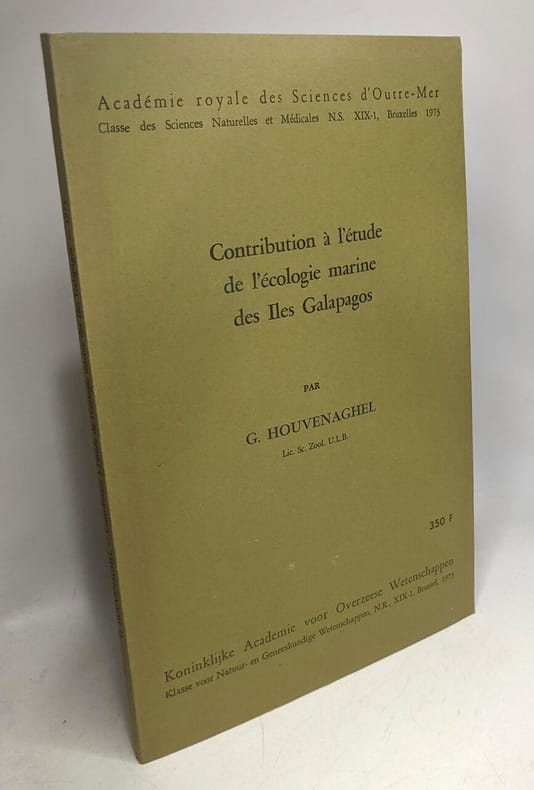 Académie royale des Sciences d'Outre-Mer
Classe des Sciences Naturelles et Médicales N.S. XIX-1, Bruxelles 1973
Contribution à l'étude
de l'écologie marine
des Iles Galapagos
PAR
G. HOUVENAGHEL
Lic. Sc. Zool. U.L.B.
350 F
Koninklijke Academie voor Overzeese Wetenschappen
Klasse voor Natuur- en Geneeskundige Wetenschappen, N.R., XIX-1, Brussel, 1973